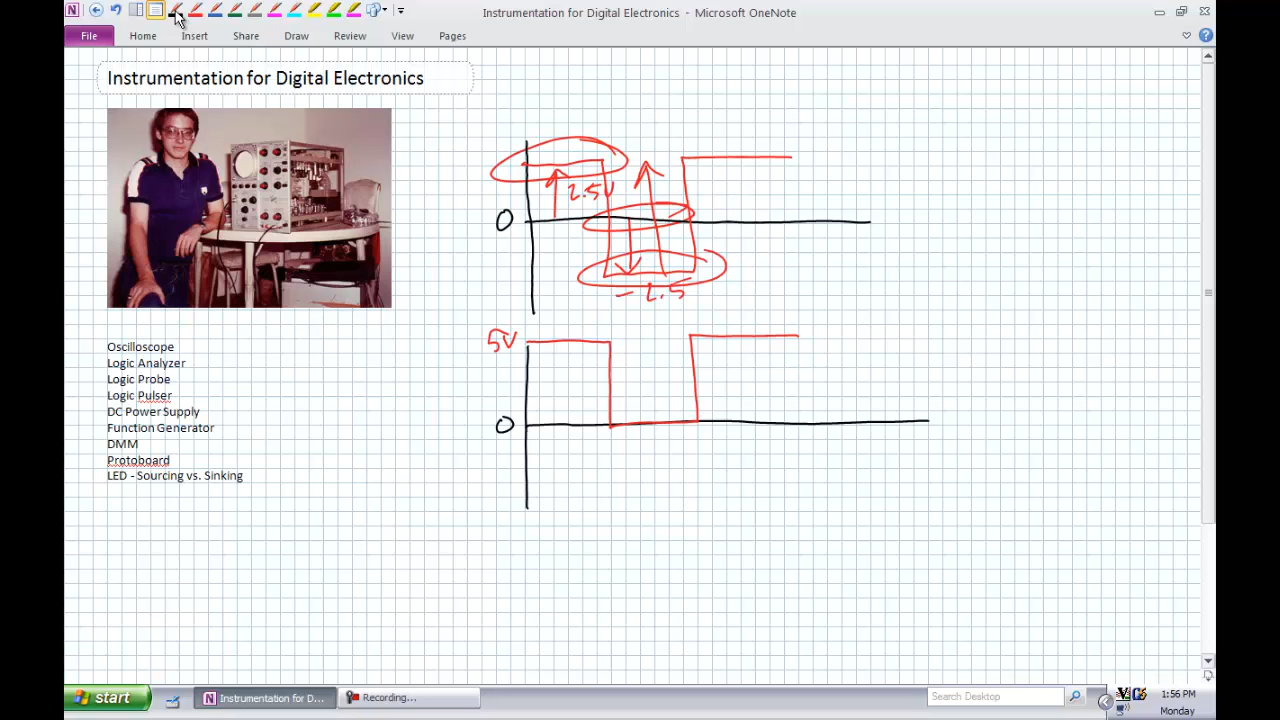 Instrumentation for Digital Electronics - Microsoft OneNote
File Home Insert Share Draw Review View Pages
Instrumentation for Digital Electronics
2.5V
0
-2.5
5V
0
Oscilloscope
Logic Analyzer
Logic Probe
Logic Pulser
DC Power Supply
Function Generator
DMM
Protoboard
LED - Sourcing vs. Sinking
start
Instrumentation for D...
Recording...
Search Desktop
1:56 PM
Monday